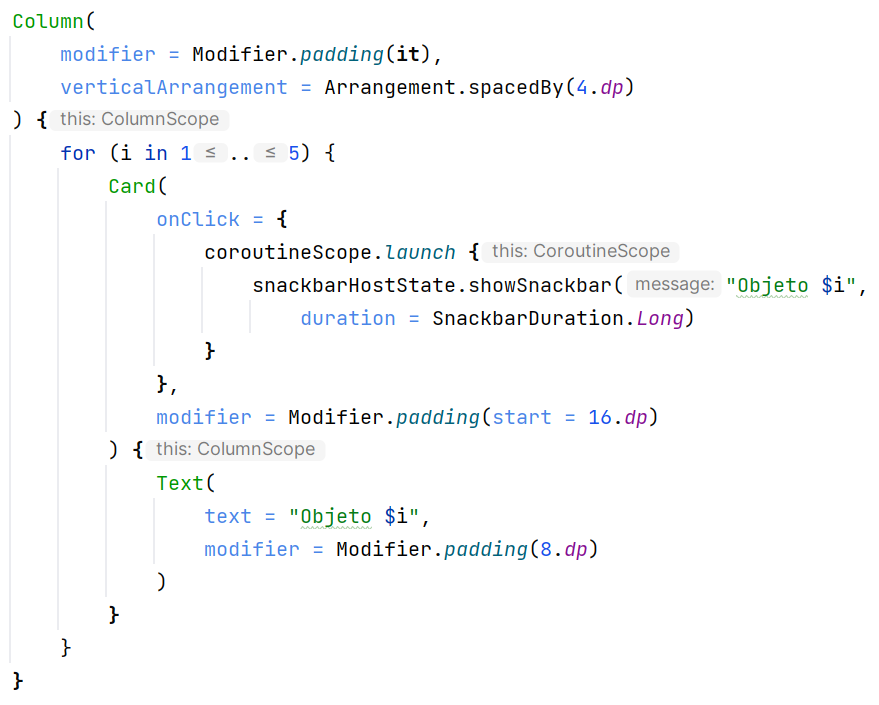 Column(
    modifier = Modifier.padding(it),
    verticalArrangement = Arrangement.spacedBy(4.dp)
) { this: ColumnScope
    for (i in 1 ≤ .. ≤ 5) {
        Card(
            onClick = {
                coroutineScope.launch { this: CoroutineScope
                    snackbarHostState.showSnackbar( message: "Objeto $i",
                        duration = SnackbarDuration.Long)
                }
            },
            modifier = Modifier.padding(start = 16.dp)
        ) { this: ColumnScope
            Text(
                text = "Objeto $i",
                modifier = Modifier.padding(8.dp)
            )
        }
    }
}